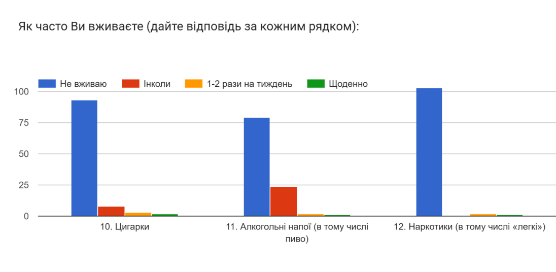 Як часто Ви вживаєте (дайте відповідь за кожним рядком):
Не вживаю Інколи 1-2 рази на тиждень Щоденно
100
75
50
25
0
10. Цигарки 11. Алкогольні напої (в тому числі 12. Наркотики (в тому числі «легкі»)
пиво)